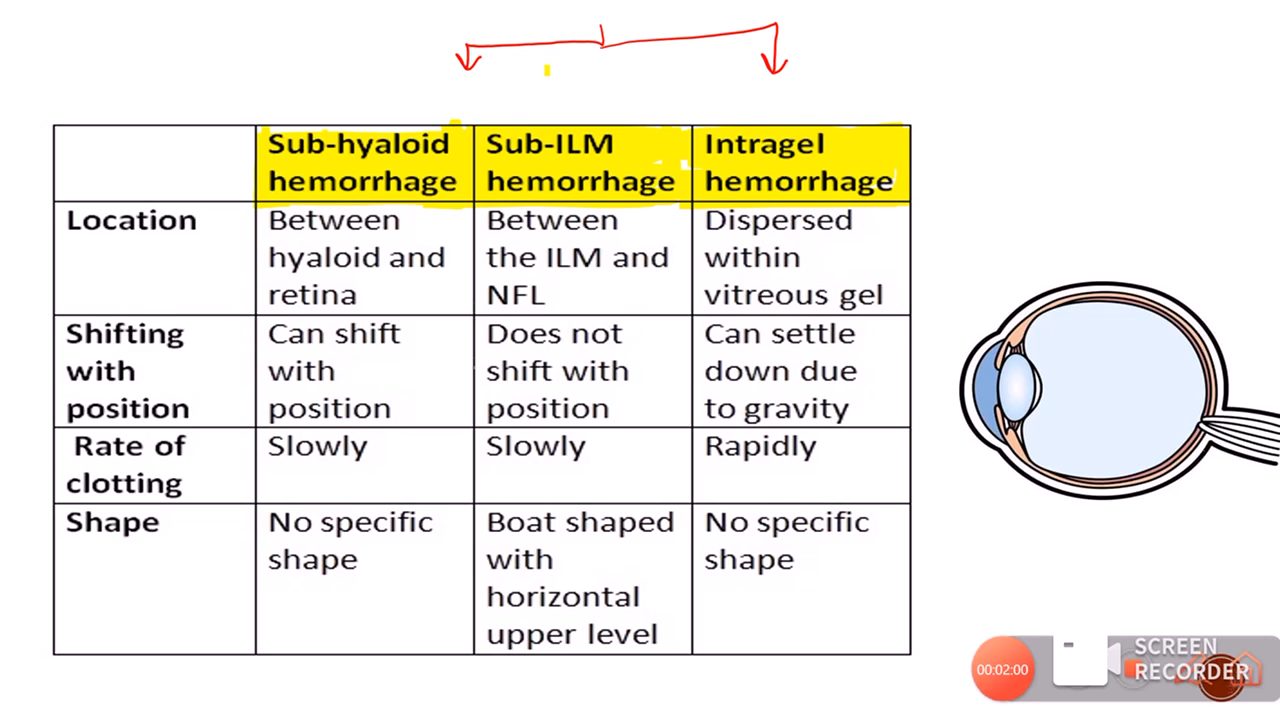 Sub-hyaloid
hemorrhage
Sub-ILM
hemorrhage
Intragel
hemorrhage
Location
Between
hyaloid and
retina
Between
the ILM and
NFL
Dispersed
within
vitreous gel
Shifting
with
position
Can shift
with
position
Does not
shift with
position
Can settle
down due
to gravity
Rate of
clotting
Slowly
Slowly
Rapidly
Shape
No specific
shape
Boat shaped
with
horizontal
upper level
No specific
shape
00:02:00
SCREEN
RECORDER